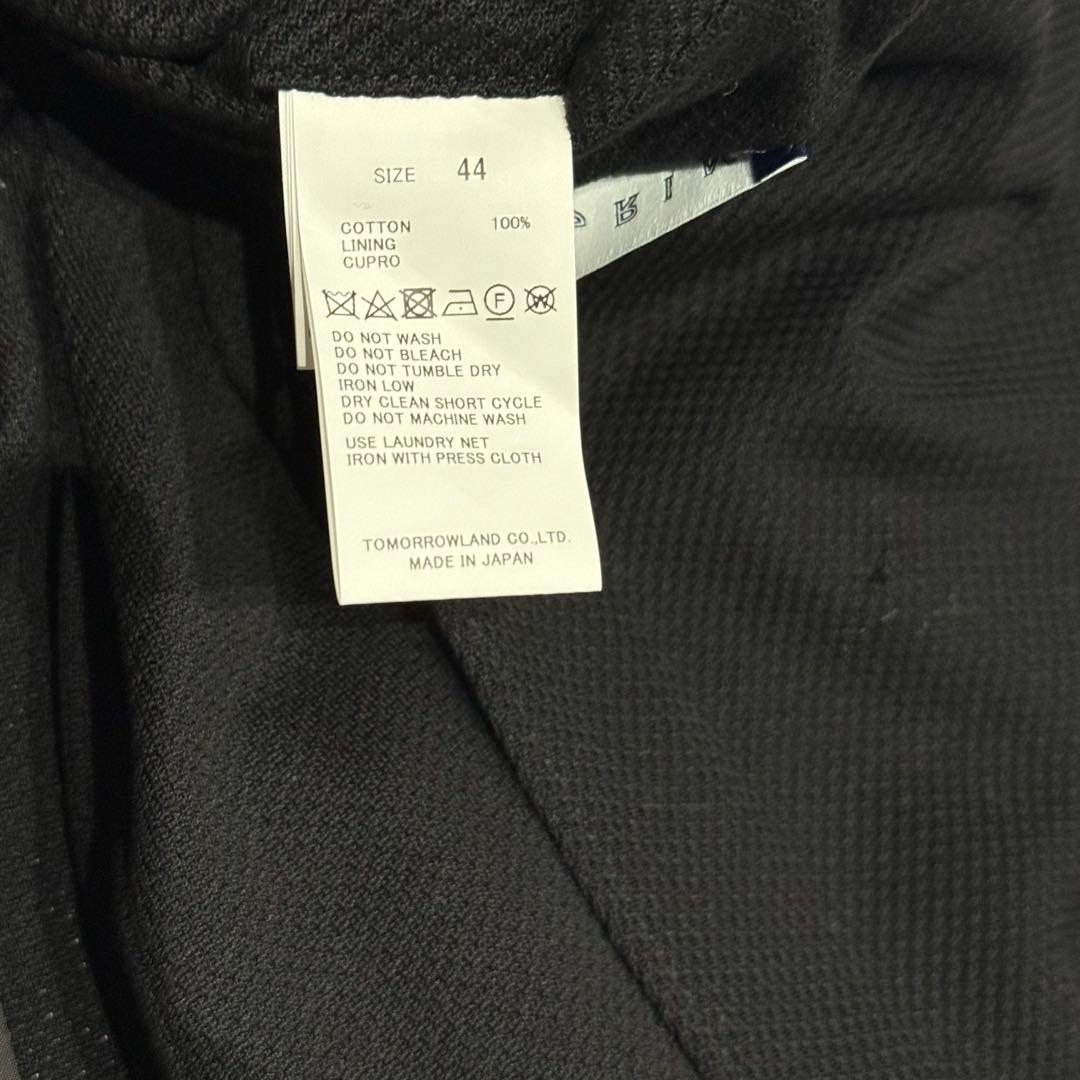 SIZE 44
COTTON 100%
LINING
CUPRO
F W
DO NOT WASH
DO NOT BLEACH
DO NOT TUMBLE DRY
IRON LOW
DRY CLEAN SHORT CYCLE
DO NOT MACHINE WASH
USE LAUNDRY NET
IRON WITH PRESS CLOTH
TOMORROWLAND CO.,LTD.
MADE IN JAPAN